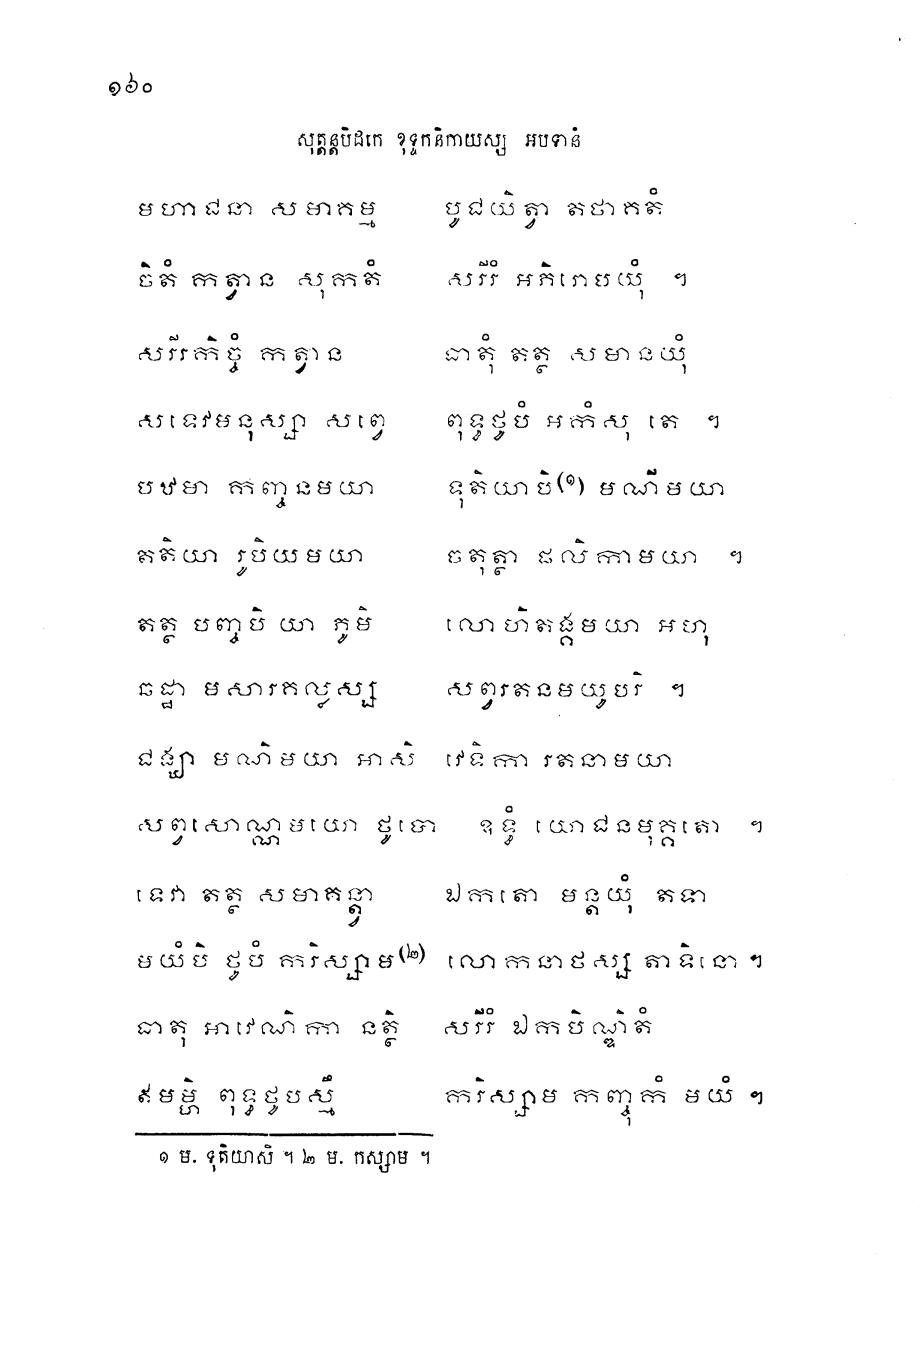 ១៦០
សុត្តន្តបិដកេ ខុទ្ទកនិកាយស្ស អបទានំ
មហាជនា សមាគម្ម បូជយិត្វា តថាគតំ
ចិតំ កត្វាន សុកតំ សរីរំ អភិរោបយុំ ។
សរីរកិច្ចំ កត្វាន ធាតុំ តត្ថ សមានយុំ
សទេវមនុស្សា សព្វេ ពុទ្ធថូបំ អកំសុ តេ ។
បឋមា កញ្ចនមយា ទុតិយាបិ(១) មណីមយា
តតិយា រូបិយមយា ចតុត្ថា ផលិកាមយា ។
តត្ថ បញ្ចបិ យា ភូមិ លោហិតង្កមយា អហុ
ឆដ្ឋា មសារគល្លស្ស សព្វរតនមយូបរិ ។
ជង្ឃា មណិមយា អាសិ វេទិកា រតនាមយា
សព្វសោណ្ណមយោ ថូបោ ឧទ្ធំ យោជនមុគ្គតោ ។
ទេវា តត្ថ សមាគន្ត្វា ឯកតោ មន្តយុំ តទា
មយំបិ ថូបំ ករិស្សាម(២) លោកនាថស្ស តាទិនោ ។
ធាតុ អាវេណិកា នត្ថិ សរីរំ ឯកបិណ្ឌិតំ
ឥមម្ហិ ពុទ្ធថូបស្មឹ ករិស្សាម កញ្ចុកំ មយំ ។
១ ម. ទុតិយាសិ ។ ២ ម. កស្សាម ។